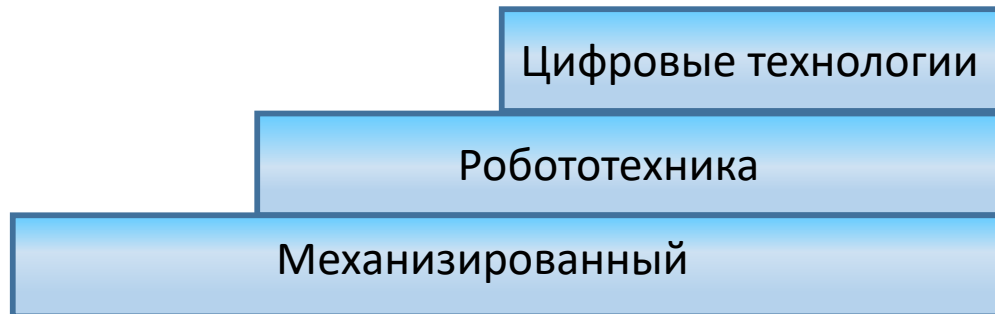 Цифровые технологии
Робототехника
Механизированный